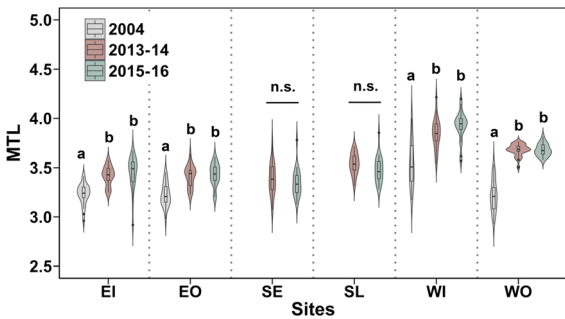 2004
2013-14
2015-16
5.0
4.5
4.0
3.5
3.0
2.5
MTL
a b b
a b b
n.s.
n.s.
a b b
a b b
EI EO SE SL WI WO
Sites